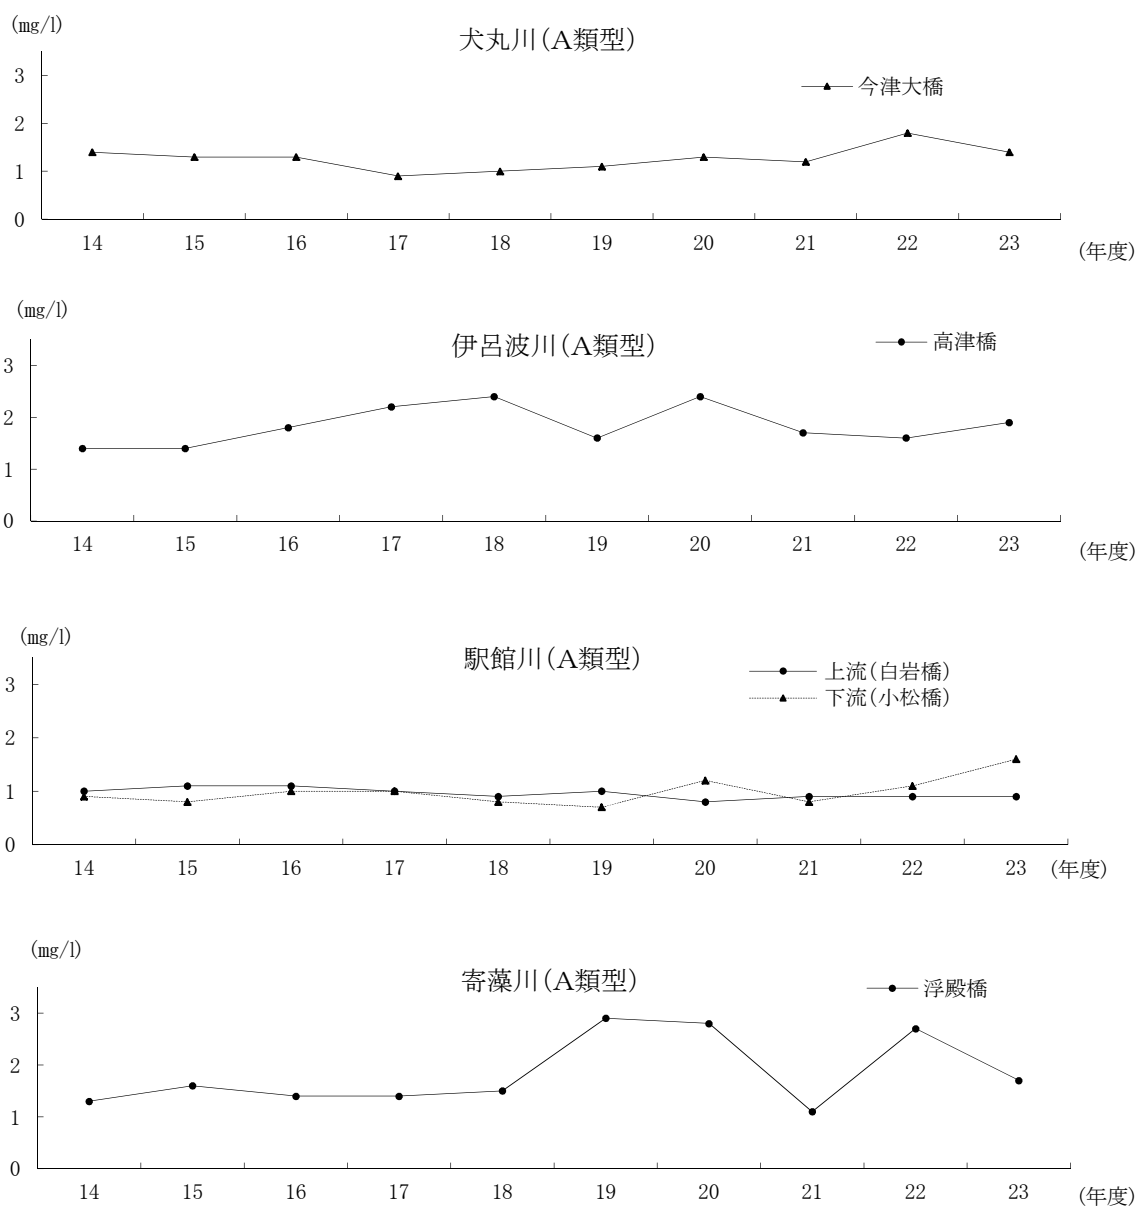 (mg/l)
犬丸川(A類型)
今津大橋
3
2
1
0
14 15 16 17 18 19 20 21 22 23
(年度)
(mg/l)
伊呂波川(A類型)
高津橋
3
2
1
0
14 15 16 17 18 19 20 21 22 23
(年度)
(mg/l)
駅館川(A類型)
上流(白岩橋)
下流(小松橋)
3
2
1
0
14 15 16 17 18 19 20 21 22 23 (年度)
(mg/l)
寄藻川(A類型)
浮殿橋
3
2
1
0
14 15 16 17 18 19 20 21 22 23
(年度)